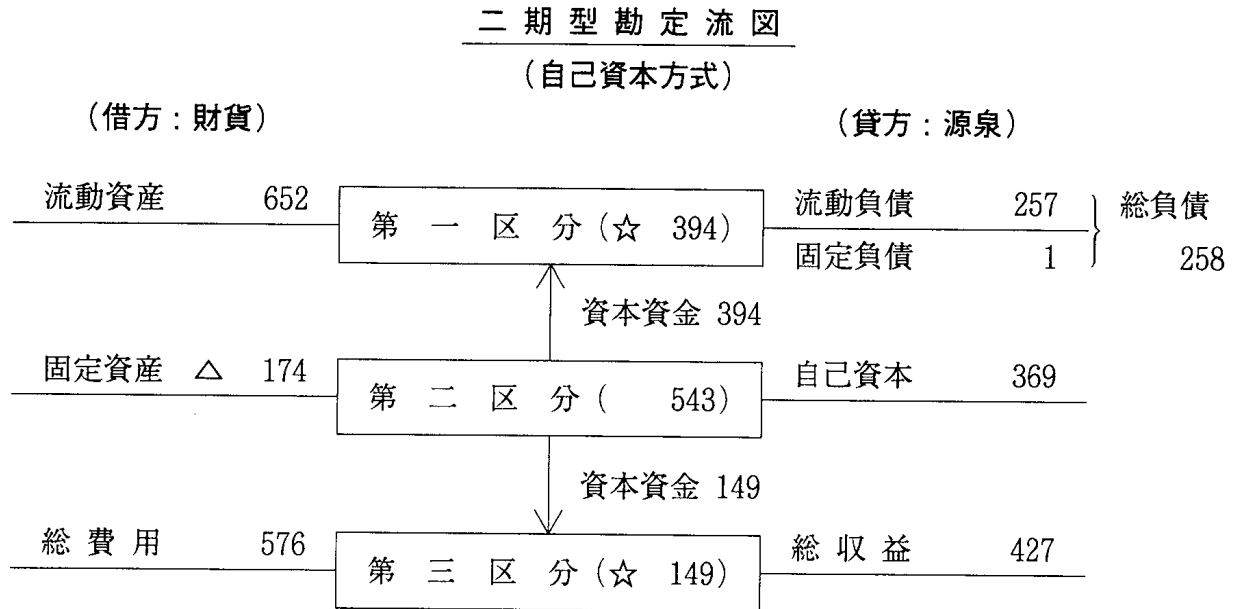 二期型勘定流図
(自己資本方式)
(借方:財貨) (貸方:源泉)
流動資産 652 第一区分(☆ 394) 流動負債 257 総負債
固定負債 1 258
資本資金 394
固定資産 △ 174 第二区分( 543) 自己資本 369
資本資金 149
総費用 576 第三区分(☆ 149) 総収益 427